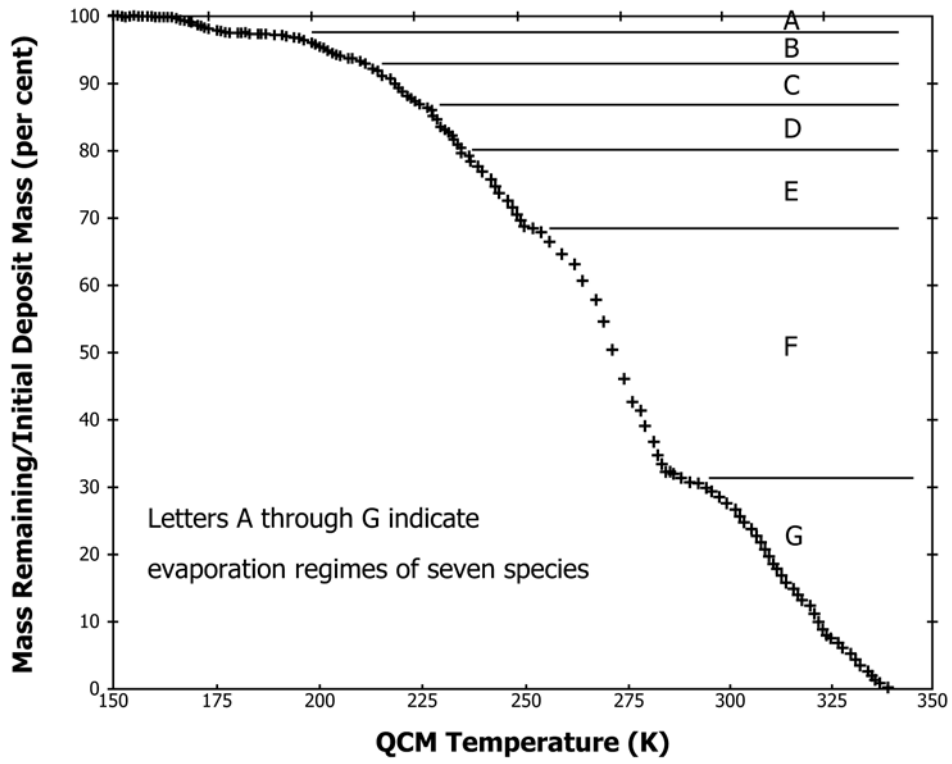 Mass Remaining/Initial Deposit Mass (per cent)
100
90
80
70
60
50
40
30
20
10
0
A
B
C
D
E
F
G
Letters A through G indicate
evaporation regimes of seven species
150 175 200 225 250 275 300 325 350
QCM Temperature (K)